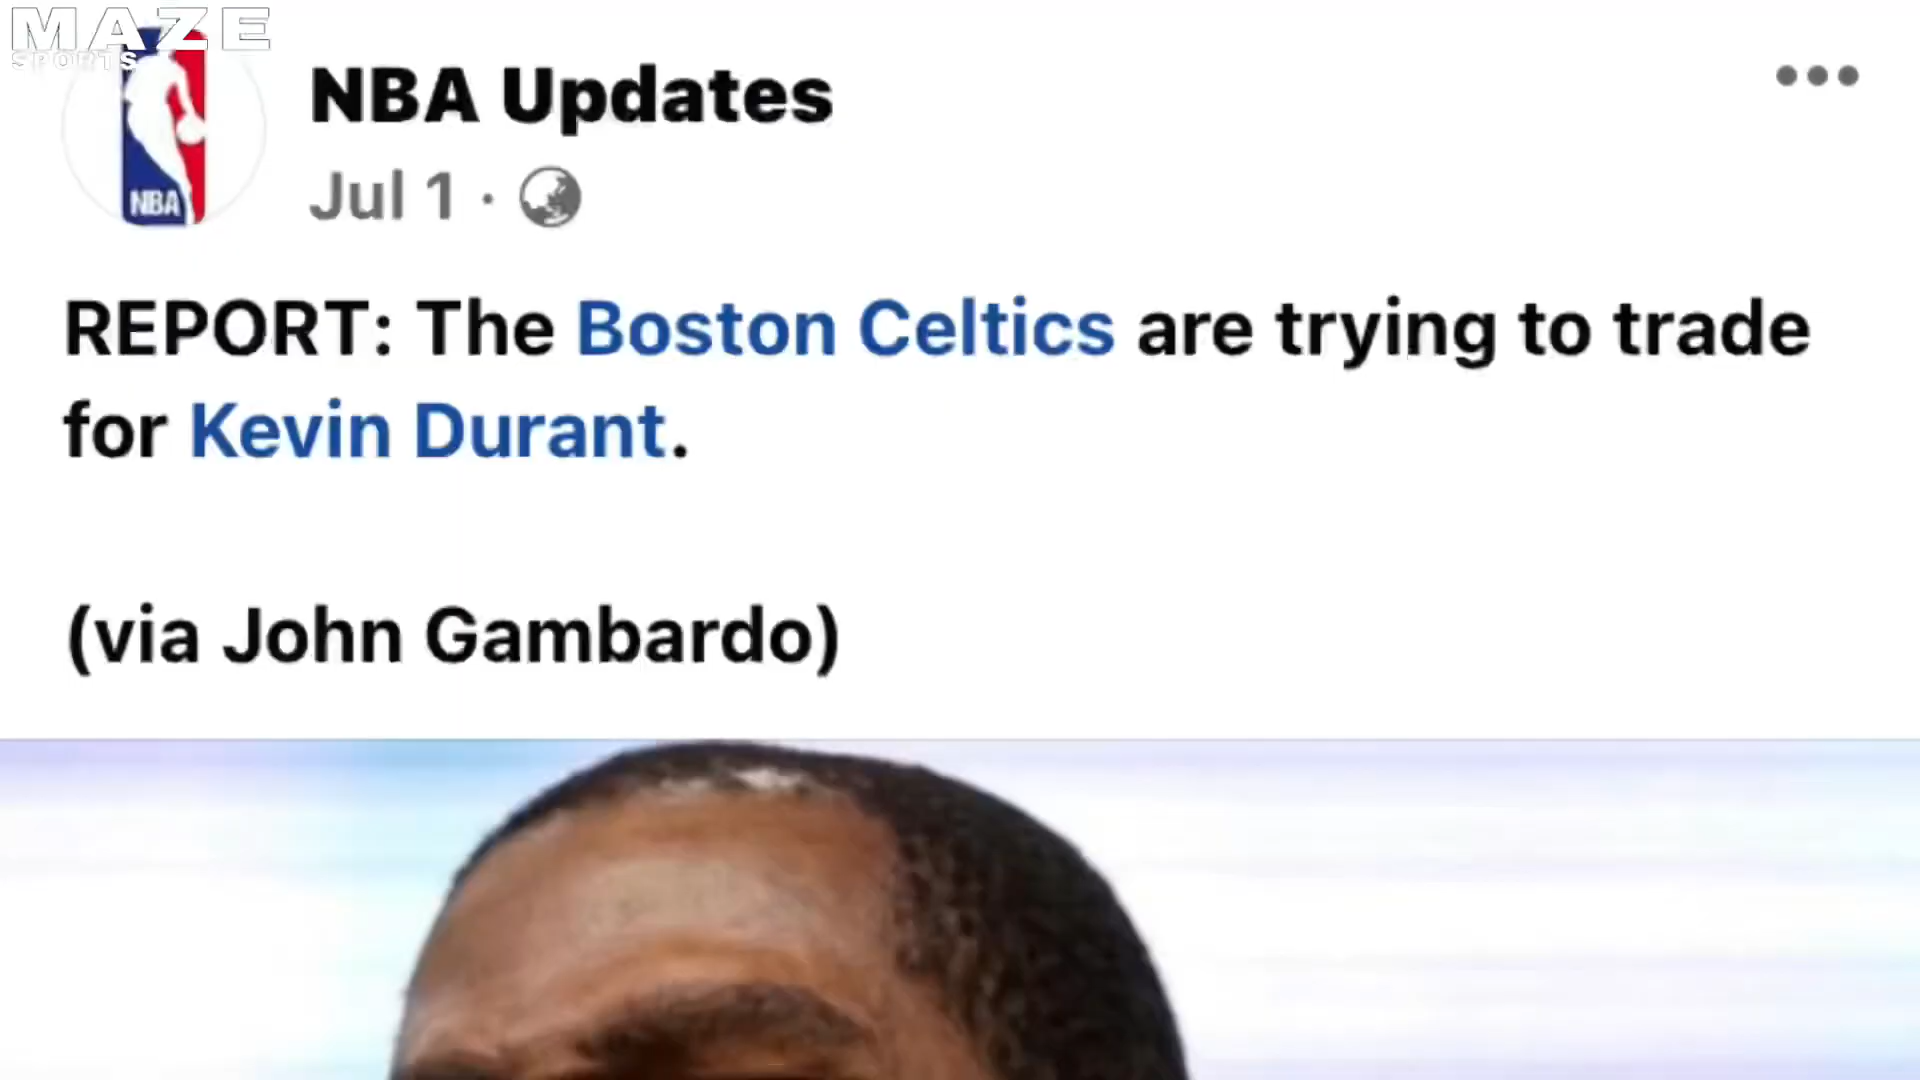 MAZE
SPORTS
NBA
NBA Updates
Jul 1 ·
REPORT: The Boston Celtics are trying to trade
for Kevin Durant.
(via John Gambardo)